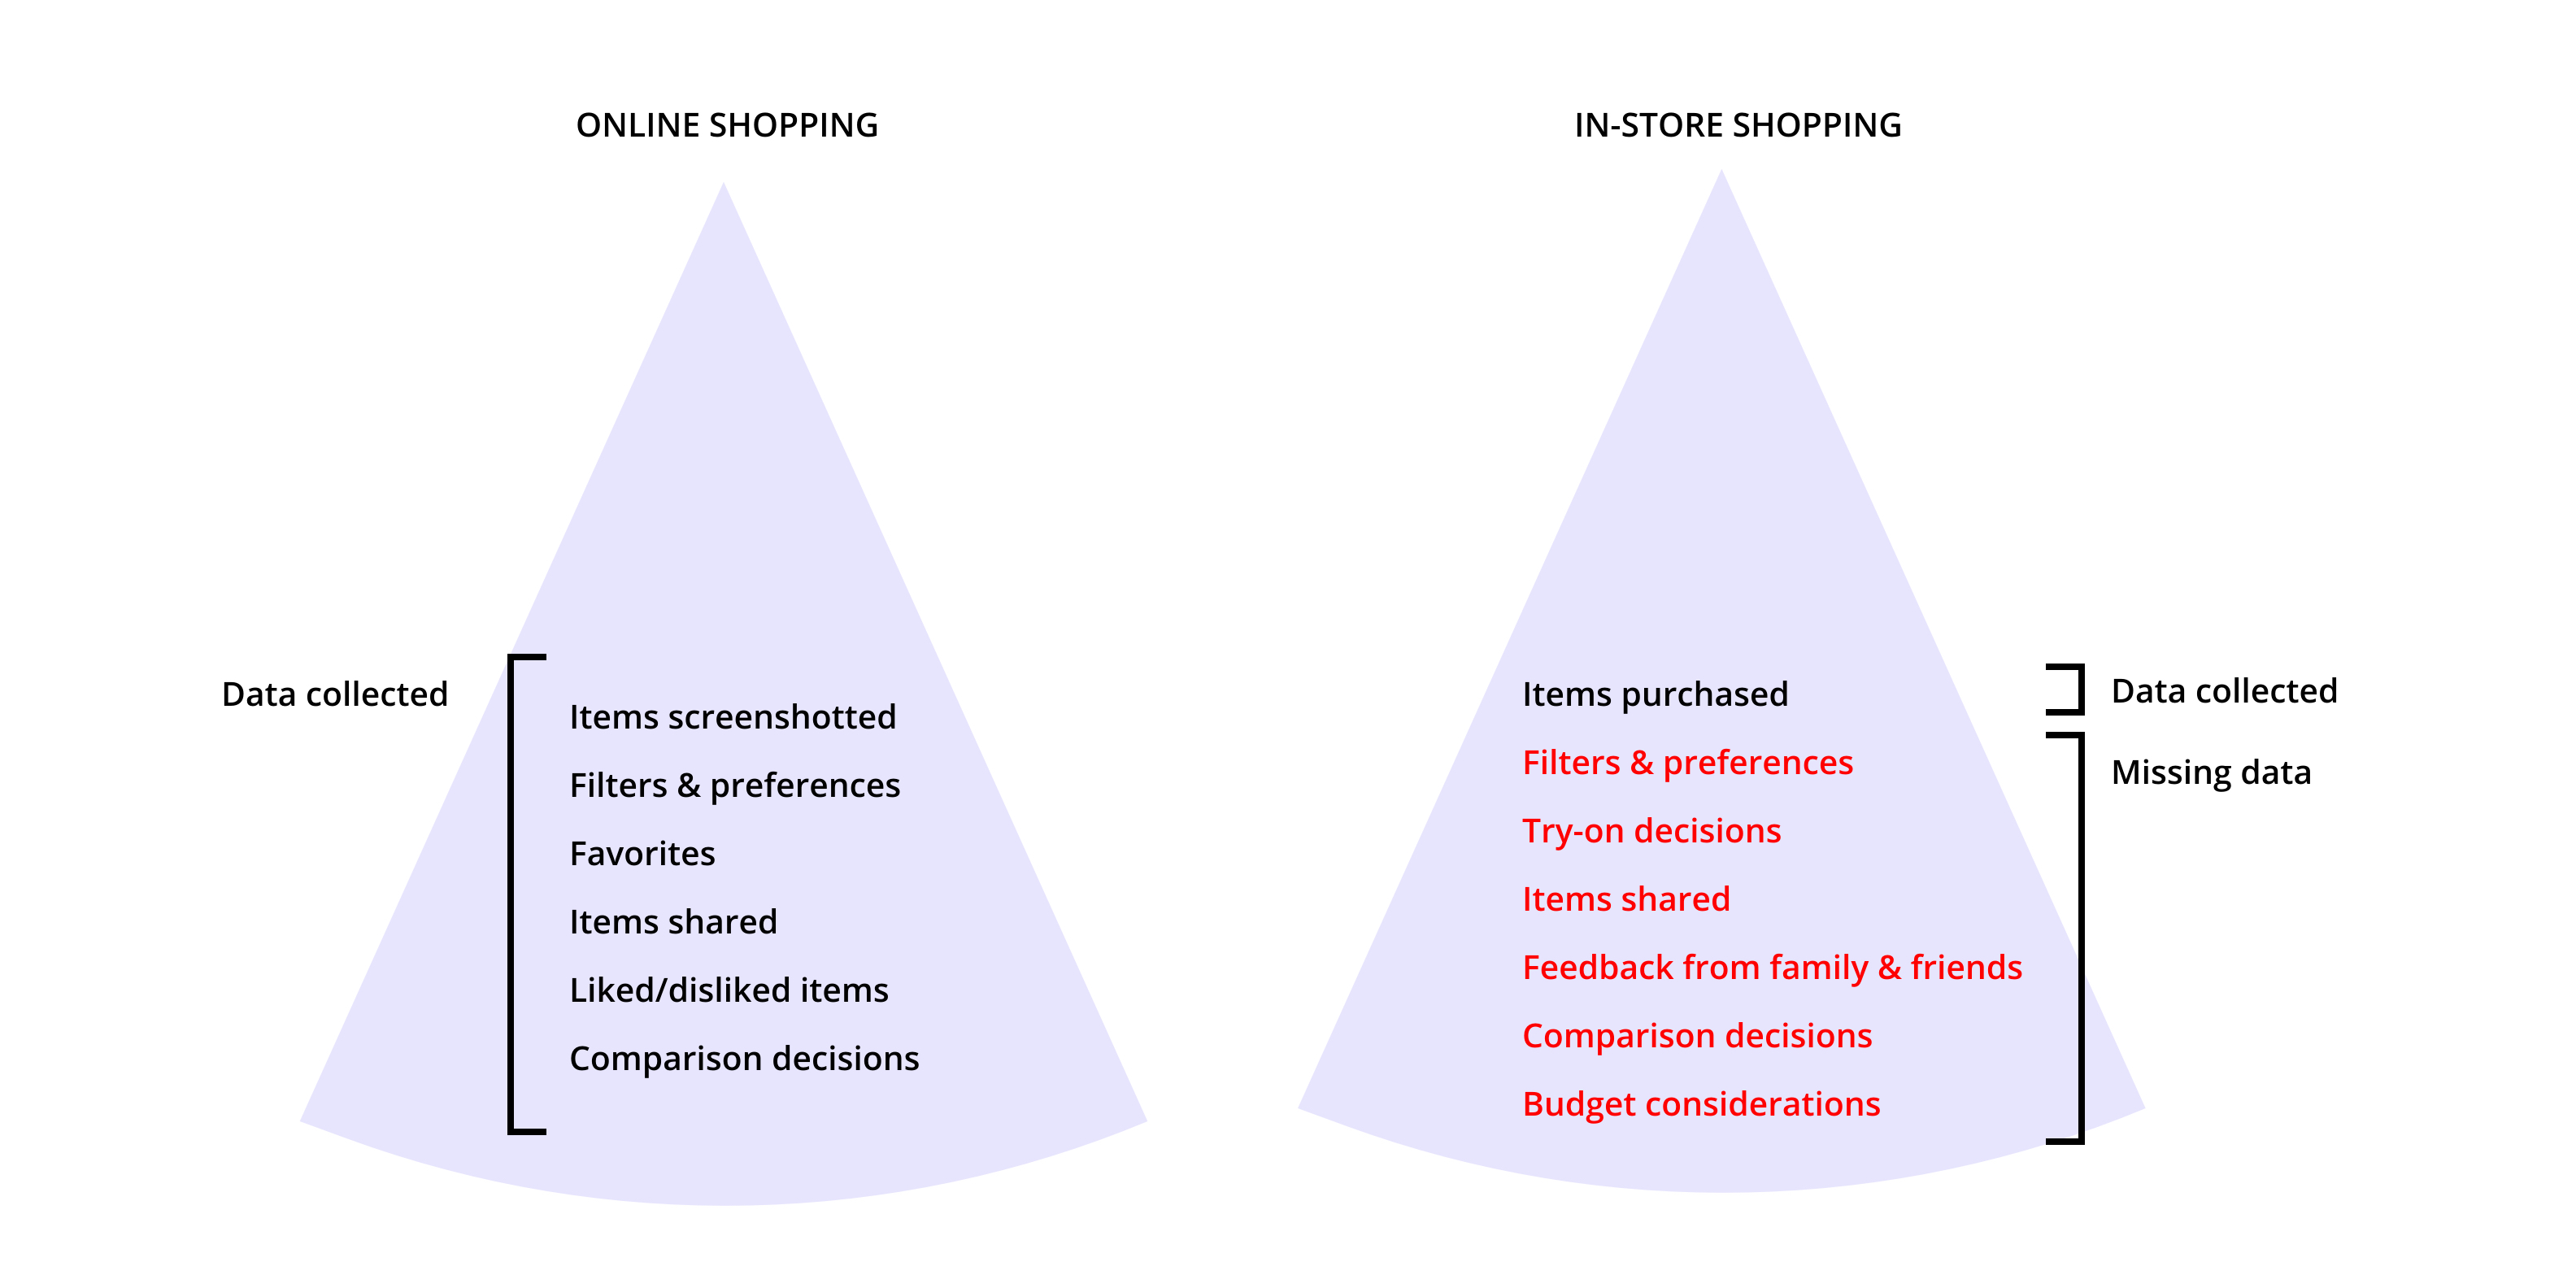 ONLINE SHOPPING
Data collected
Items screenshotted
Filters & preferences
Favorites
Items shared
Liked/disliked items
Comparison decisions
IN-STORE SHOPPING
Items purchased
Filters & preferences
Try-on decisions
Items shared
Feedback from family & friends
Comparison decisions
Budget considerations
Data collected
Missing data